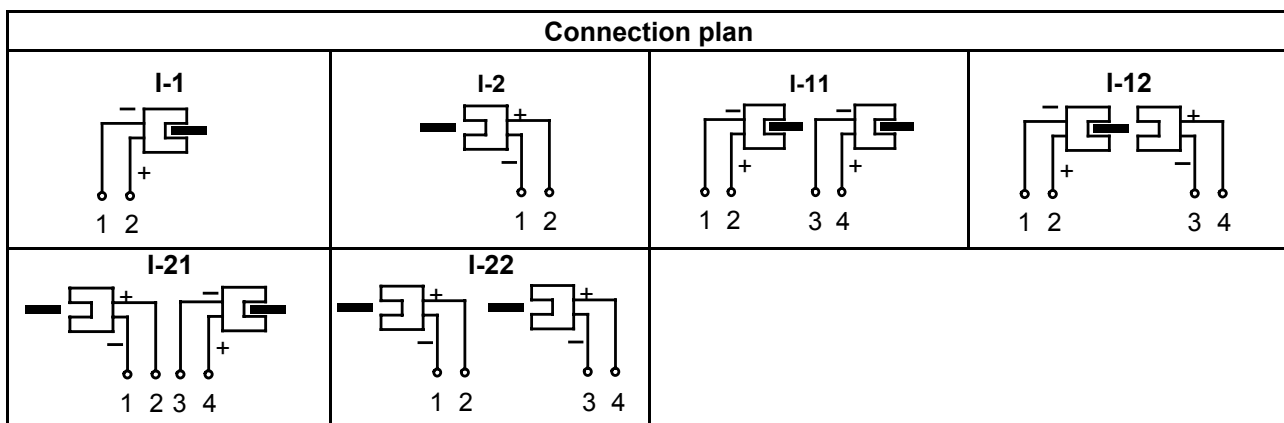 Connection plan
I-1
−
+
1 2
I-2
+
−
1 2
I-11
− −
+ +
1 2 3 4
I-12
− +
+ −
1 2 3 4
I-21
+ −
− +
1 2 3 4
I-22
+ +
− −
1 2 3 4